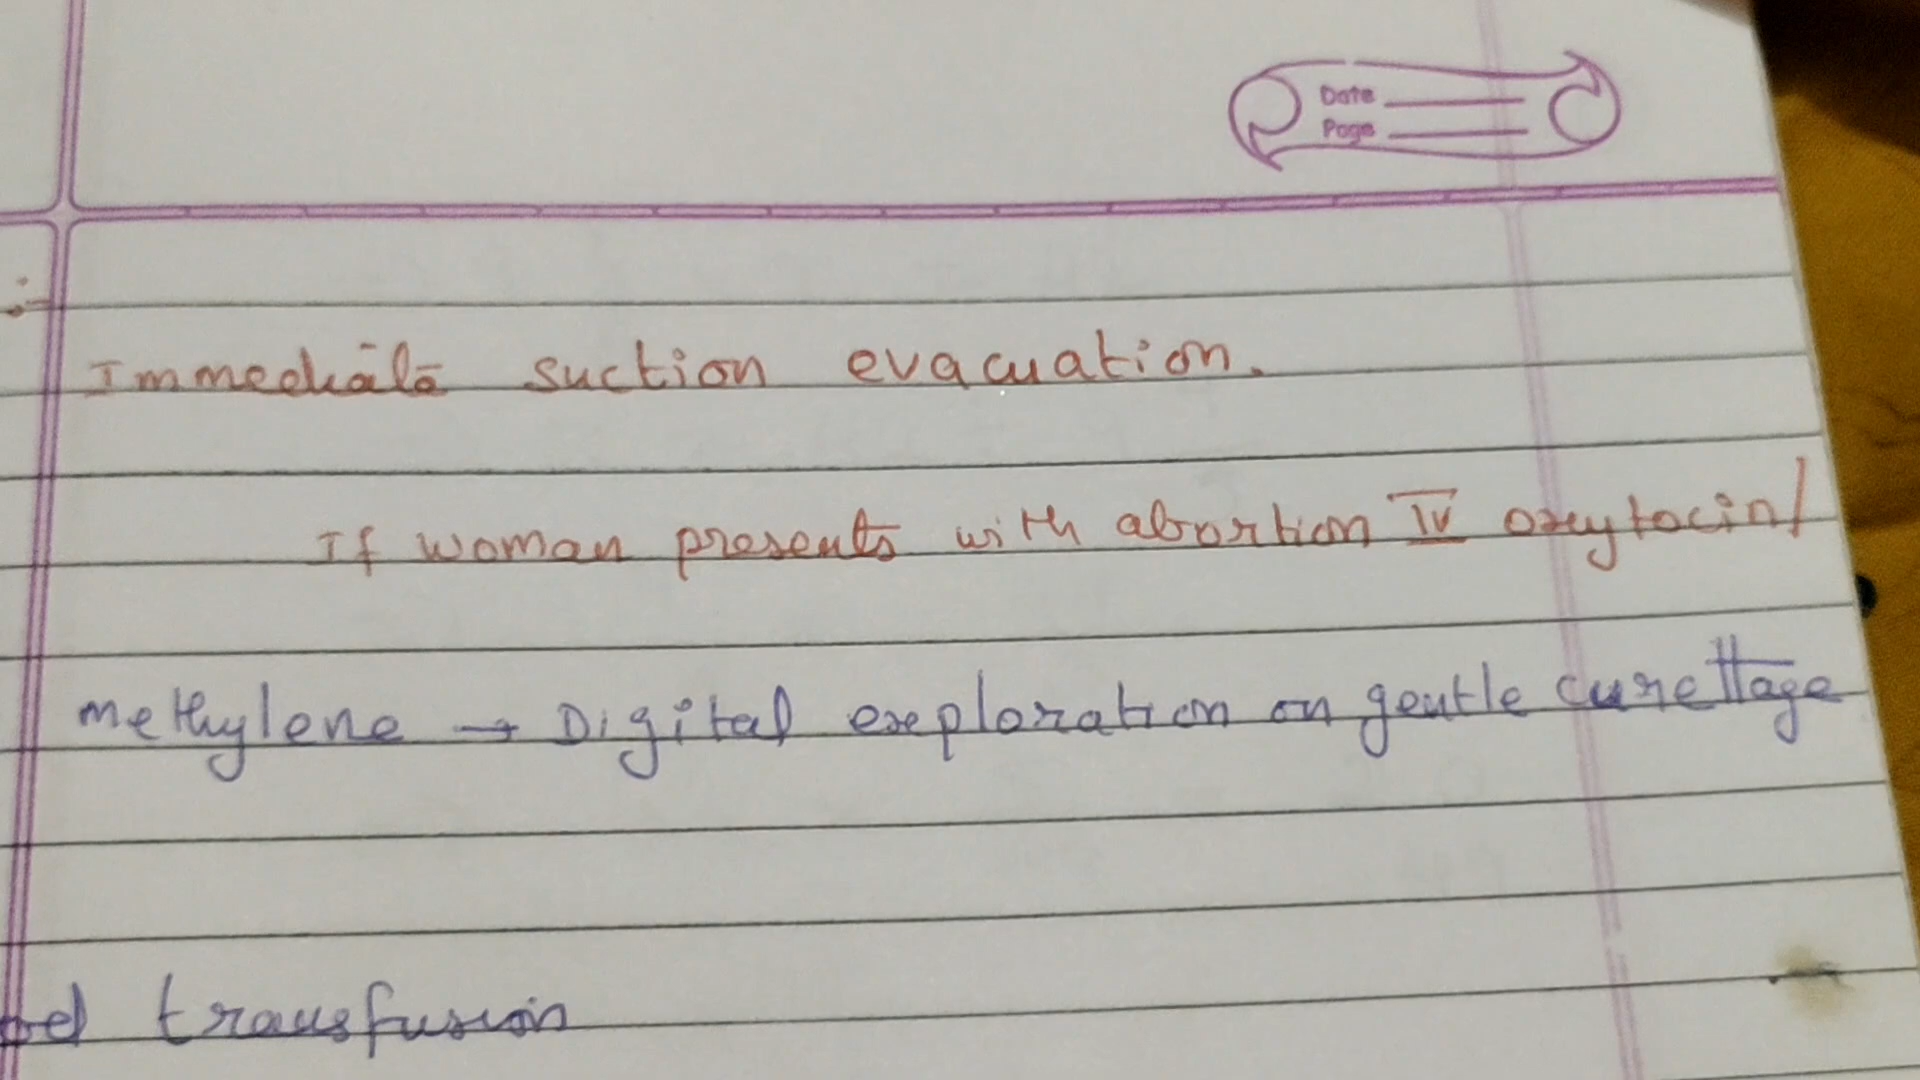 Date
Page
Immediate suction evacuation.
If woman presents with abortion IV oxytocin/
methylene → Digital exploration on gentle curettage
transfusion